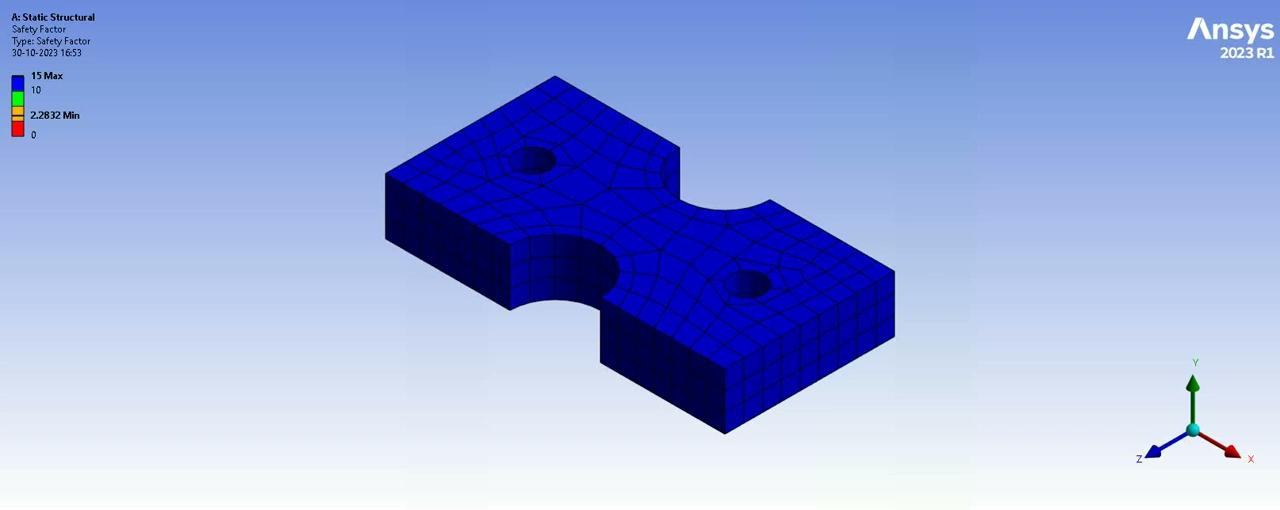 A: Static Structural
Safety Factor
Type: Safety Factor
30-10-2023 16:53
15 Max
10
2.2832 Min
0
Ansys
2023 R1
Y
Z
X